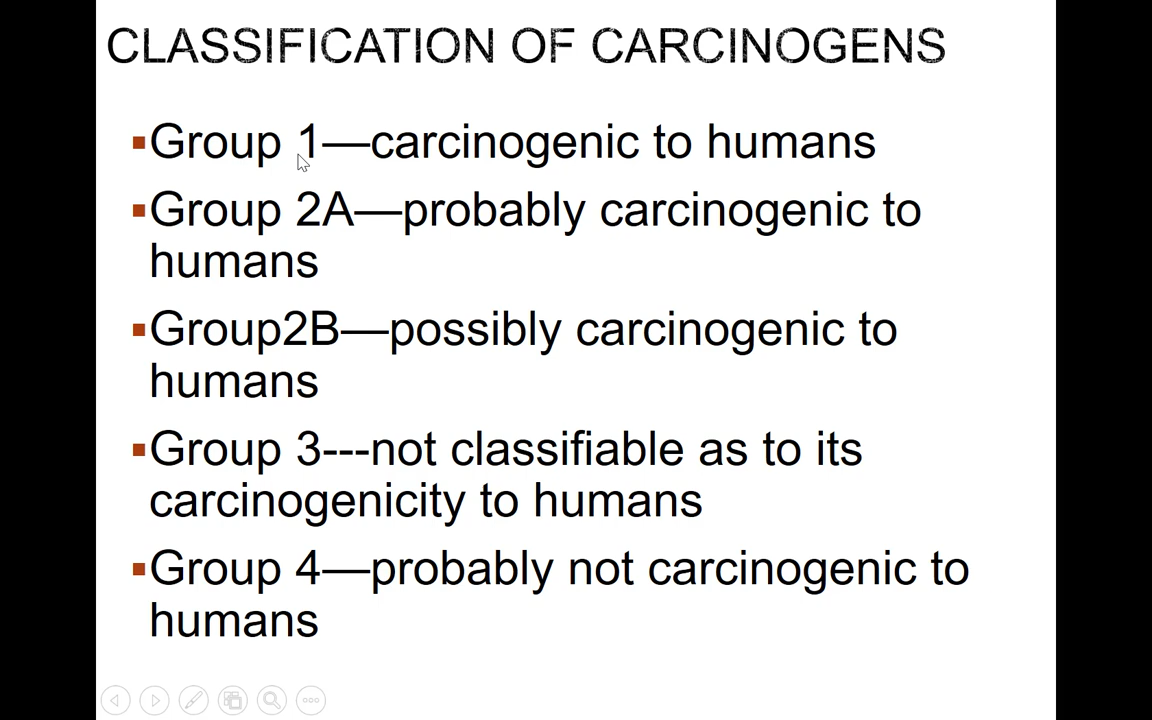 CLASSIFICATION OF CARCINOGENS
▪Group 1—carcinogenic to humans
▪Group 2A—probably carcinogenic to
humans
▪Group2B—possibly carcinogenic to
humans
▪Group 3---not classifiable as to its
carcinogenicity to humans
▪Group 4—probably not carcinogenic to
humans